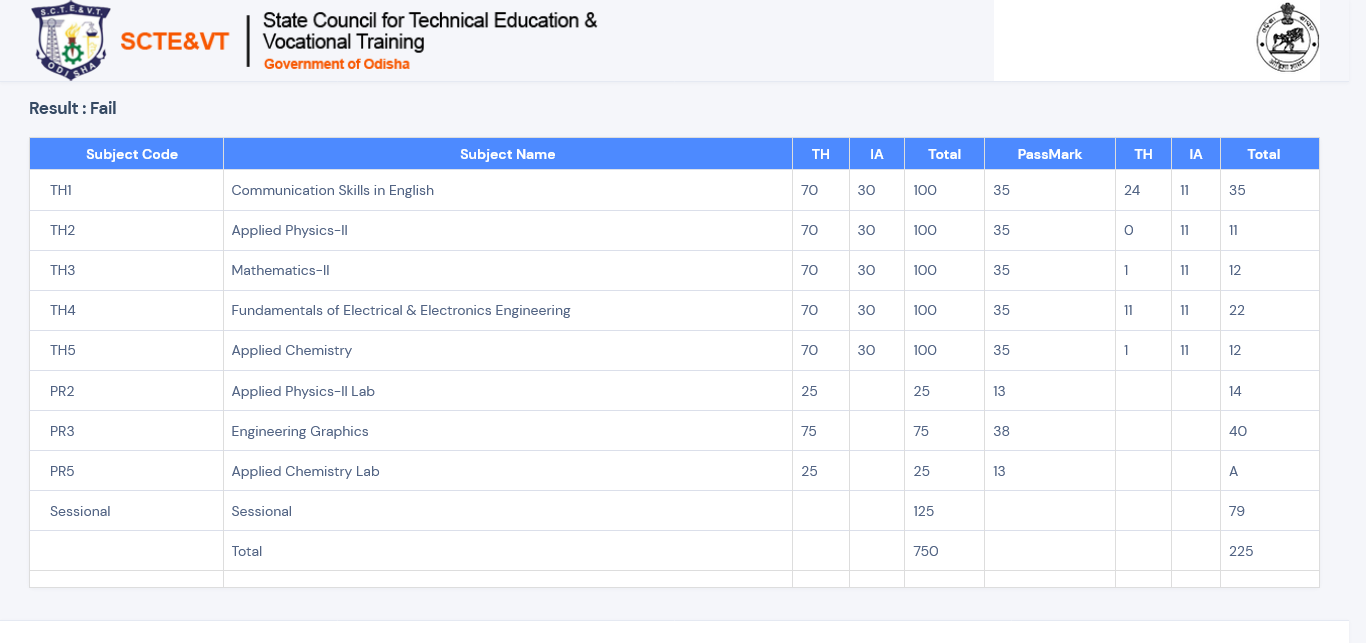 S.C.T.E.&V.T.
ODISHA
SCTE&VT
State Council for Technical Education &
Vocational Training
Government of Odisha
Result : Fail
Subject Code Subject Name TH IA Total PassMark TH IA Total
TH1 Communication Skills in English 70 30 100 35 24 11 35
TH2 Applied Physics-II 70 30 100 35 0 11 11
TH3 Mathematics-II 70 30 100 35 1 11 12
TH4 Fundamentals of Electrical & Electronics Engineering 70 30 100 35 11 11 22
TH5 Applied Chemistry 70 30 100 35 1 11 12
PR2 Applied Physics-II Lab 25 25 13 14
PR3 Engineering Graphics 75 75 38 40
PR5 Applied Chemistry Lab 25 25 13 A
Sessional Sessional 125 79
Total 750 225